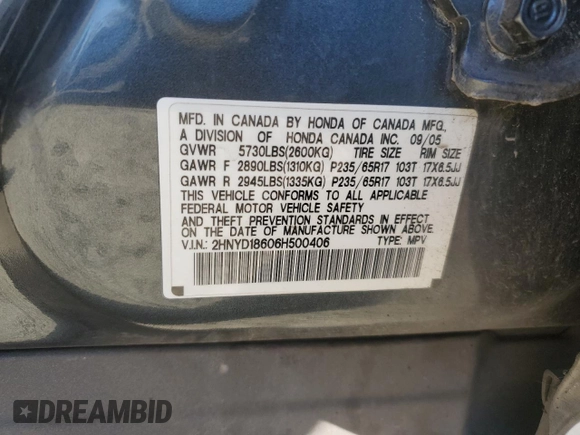 MFD. IN CANADA BY HONDA OF CANADA MFG.,
A DIVISION OF HONDA CANADA INC. 09/05
GVWR 5730LBS(2600KG) TIRE SIZE RIM SIZE
GAWR F 2890LBS(1310KG) P235/65R17 103T 17X6.5JJ
GAWR R 2945LBS(1335KG) P235/65R17 103T 17X6.5JJ
THIS VEHICLE CONFORMS TO ALL APPLICABLE
FEDERAL MOTOR VEHICLE SAFETY
AND THEFT PREVENTION STANDARDS IN EFFECT
ON THE DATE OF MANUFACTURE SHOWN ABOVE.
V.I.N.: 2HNYD18606H500406 TYPE: MPV
DREAMBID